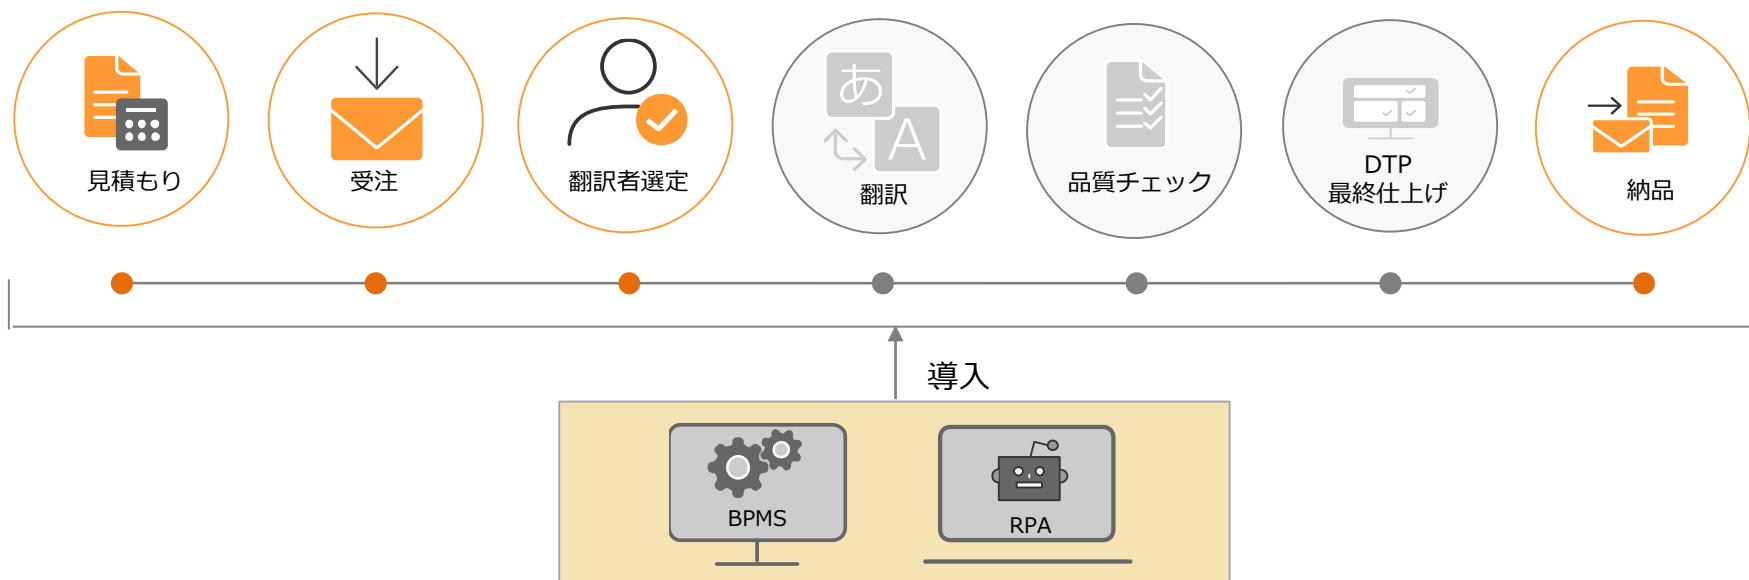 見積もり
受注
翻訳者選定
あ
A
翻訳
品質チェック
DTP
最終仕上げ
納品
導入
BPMS
RPA